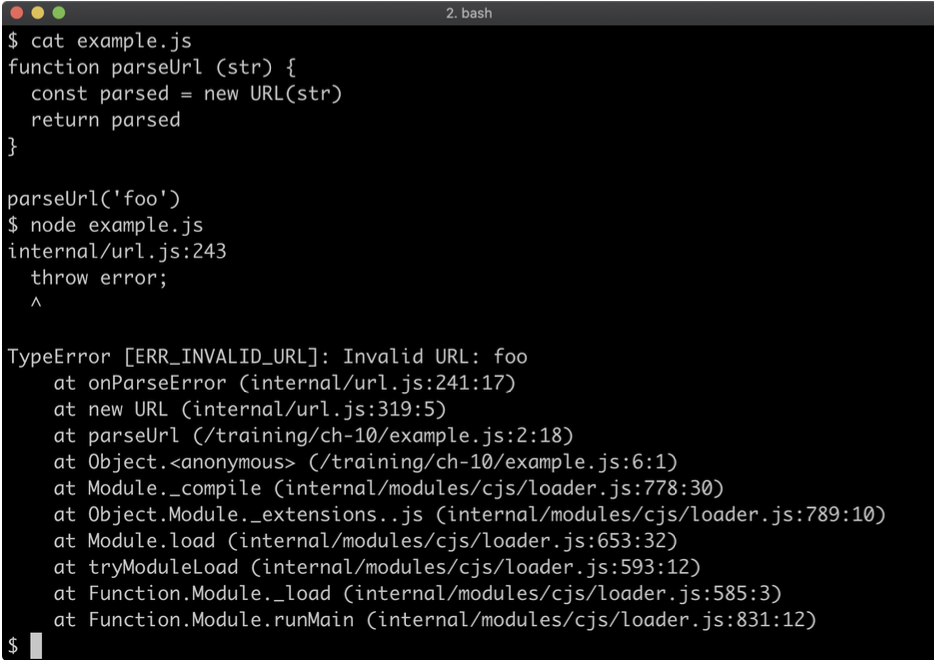 2. bash
$ cat example.js
function parseUrl (str) {
  const parsed = new URL(str)
  return parsed
}

parseUrl('foo')
$ node example.js
internal/url.js:243
  throw error;
  ^

TypeError [ERR_INVALID_URL]: Invalid URL: foo
    at onParseError (internal/url.js:241:17)
    at new URL (internal/url.js:319:5)
    at parseUrl (/training/ch-10/example.js:2:18)
    at Object.<anonymous> (/training/ch-10/example.js:6:1)
    at Module._compile (internal/modules/cjs/loader.js:778:30)
    at Object.Module._extensions..js (internal/modules/cjs/loader.js:789:10)
    at Module.load (internal/modules/cjs/loader.js:653:32)
    at tryModuleLoad (internal/modules/cjs/loader.js:593:12)
    at Function.Module._load (internal/modules/cjs/loader.js:585:3)
    at Function.Module.runMain (internal/modules/cjs/loader.js:831:12)
$